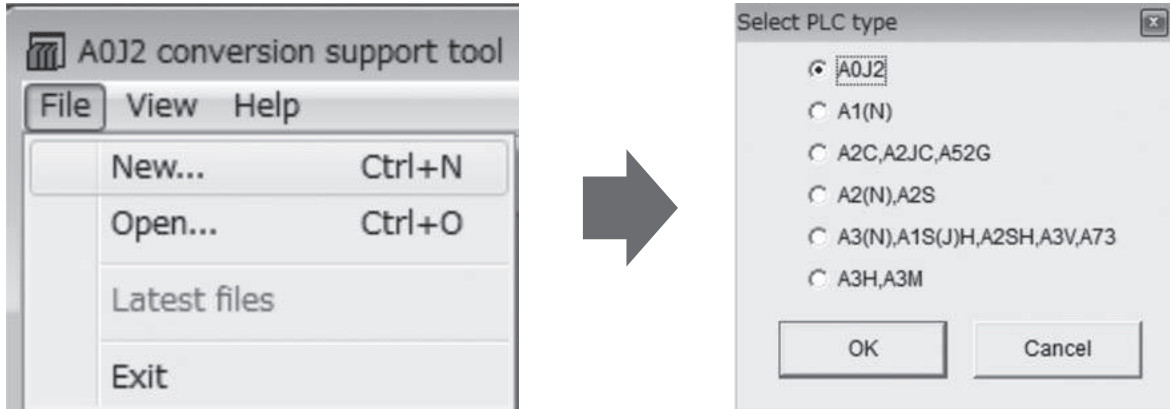 A0J2 conversion support tool
File View Help
New... Ctrl+N
Open... Ctrl+O
Latest files
Exit
Select PLC type
A0J2
A1(N)
A2C,A2JC,A52G
A2(N),A2S
A3(N),A1S(J)H,A2SH,A3V,A73
A3H,A3M
OK Cancel